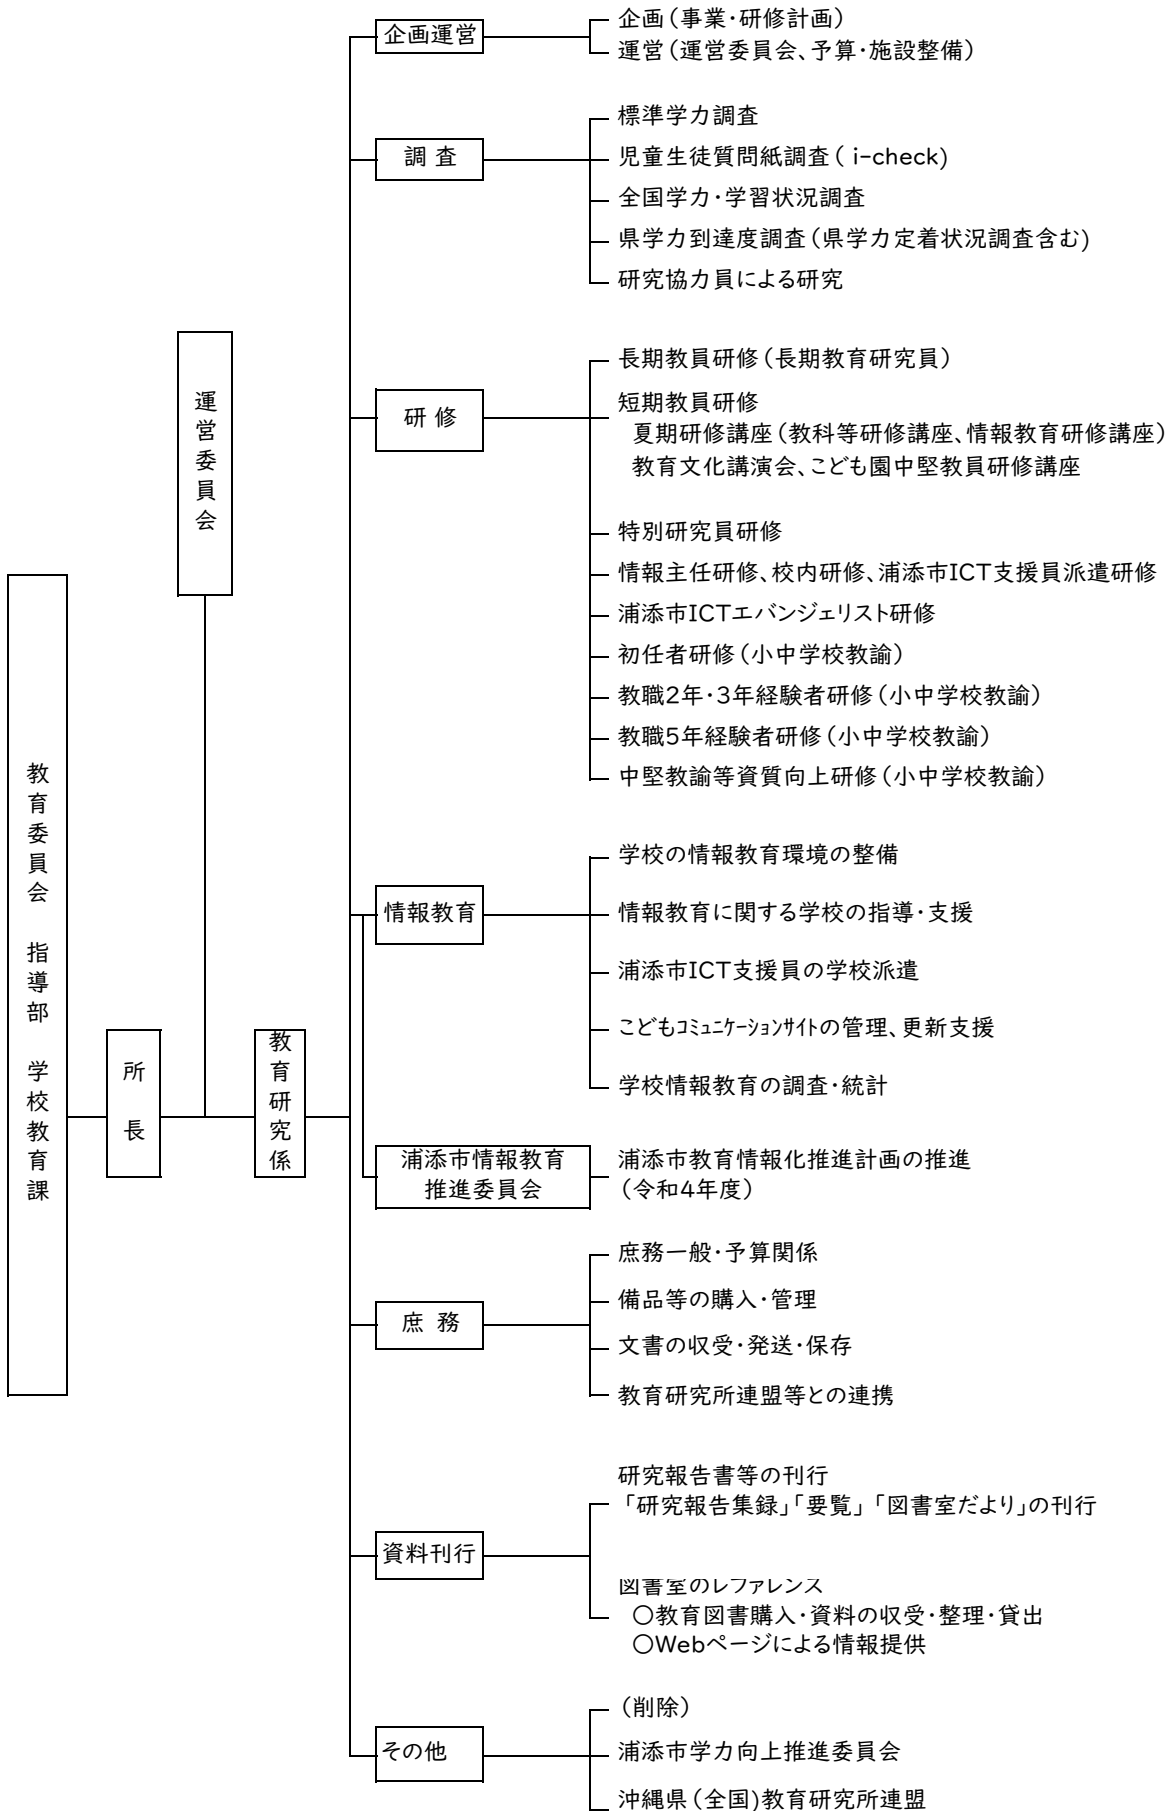 教育委員会 指導部 学校教育課
所長
運営委員会
教育研究係
企画運営
企画(事業・研修計画)
運営(運営委員会、予算・施設整備)
調 査
標準学力調査
児童生徒質問紙調査( i-check)
全国学力・学習状況調査
県学力到達度調査(県学力定着状況調査含む)
研究協力員による研究
研 修
長期教員研修(長期教育研究員)
短期教員研修
夏期研修講座(教科等研修講座、情報教育研修講座)
教育文化講演会、こども園中堅教員研修講座
特別研究員研修
情報主任研修、校内研修、浦添市ICT支援員派遣研修
浦添市ICTエバンジェリスト研修
初任者研修(小中学校教諭)
教職2年・3年経験者研修(小中学校教諭)
教職5年経験者研修(小中学校教諭)
中堅教諭等資質向上研修(小中学校教諭)
情報教育
学校の情報教育環境の整備
情報教育に関する学校の指導・支援
浦添市ICT支援員の学校派遣
こどもコミュニケーションサイトの管理、更新支援
学校情報教育の調査・統計
浦添市情報教育
推進委員会
浦添市教育情報化推進計画の推進
(令和4年度)
庶 務
庶務一般・予算関係
備品等の購入・管理
文書の収受・発送・保存
教育研究所連盟等との連携
資料刊行
研究報告書等の刊行
「研究報告集録」「要覧」「図書室だより」の刊行
図書室のレファレンス
○教育図書購入・資料の収受・整理・貸出
○Webページによる情報提供
その他
(削除)
浦添市学力向上推進委員会
沖縄県(全国)教育研究所連盟